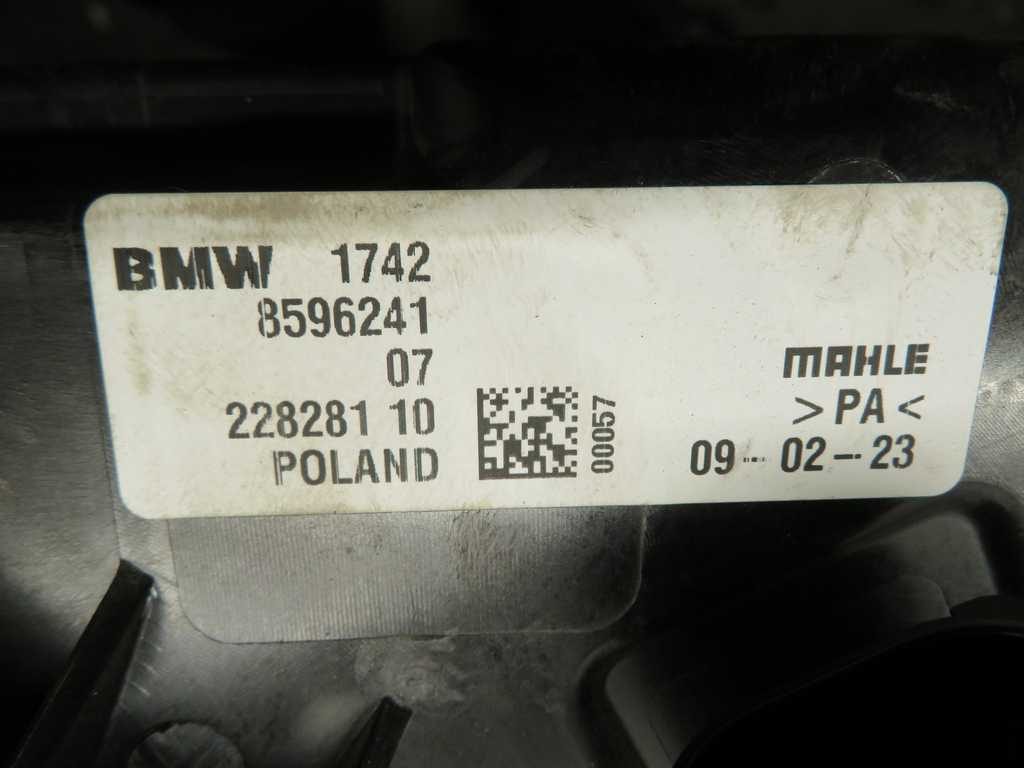 BMW 1742
8596241
07
228281 10
POLAND
00057
MAHLE
>PA<
09-02-23